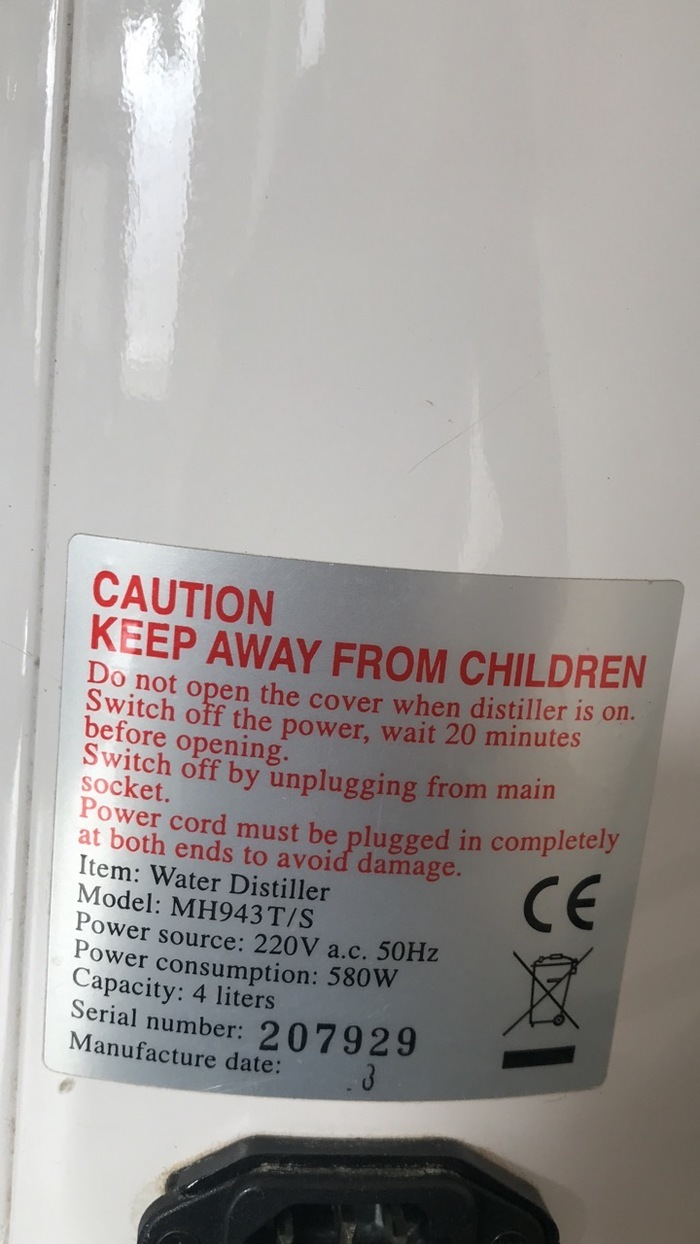 CAUTION
KEEP AWAY FROM CHILDREN
Do not open the cover when distiller is on.
Switch off the power, wait 20 minutes
before opening.
Switch off by unplugging from main
socket.
Power cord must be plugged in completely
at both ends to avoid damage.
Item: Water Distiller
Model: MH943T/S
Power source: 220V a.c. 50Hz
Power consumption: 580W
Capacity: 4 liters
Serial number: 207929
Manufacture date:
CE